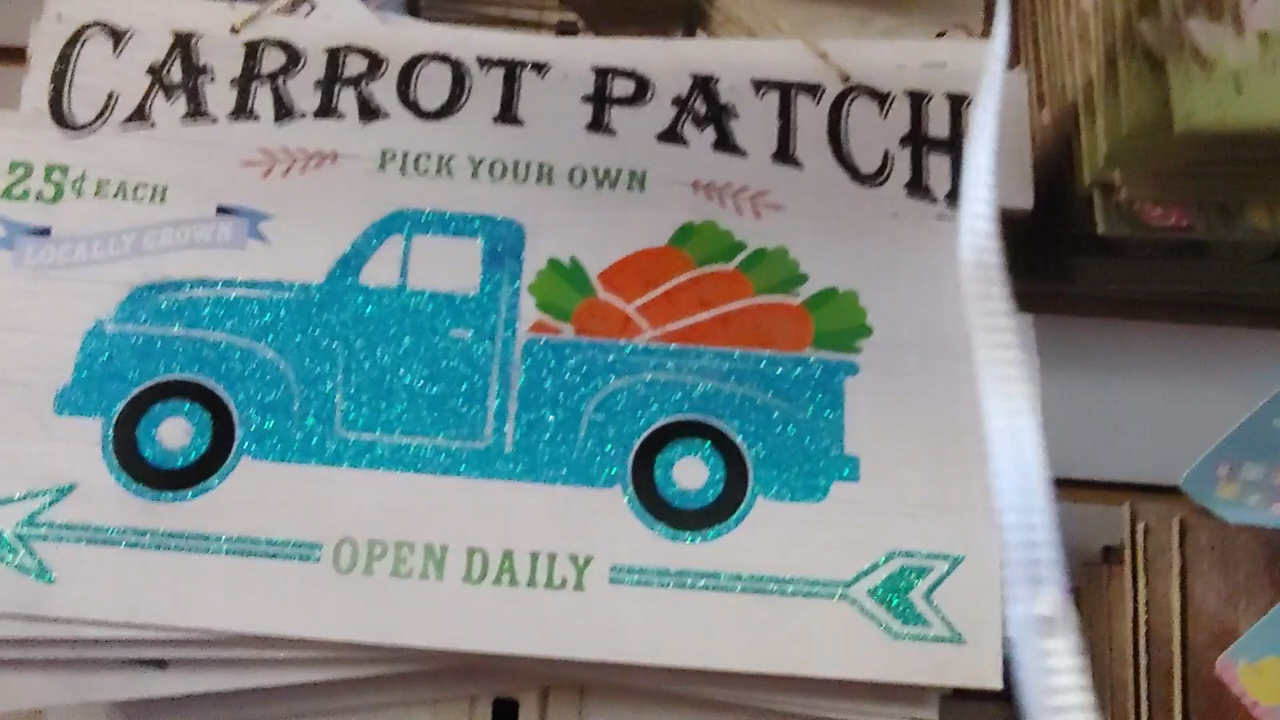 CARROT PATCH
PICK YOUR OWN
25¢ EACH
LOCALLY GROWN
OPEN DAILY